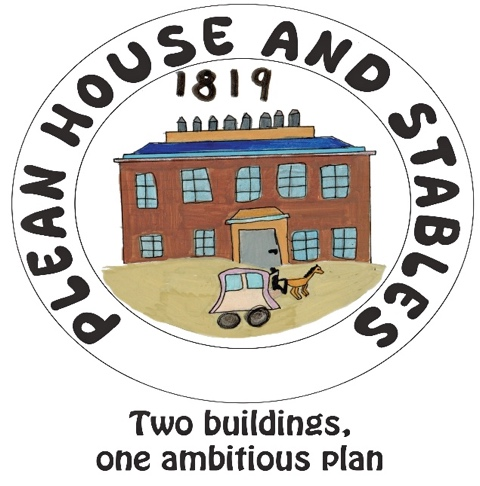 PLEAN HOUSE AND STABLES
1819
Two buildings,
one ambitious plan